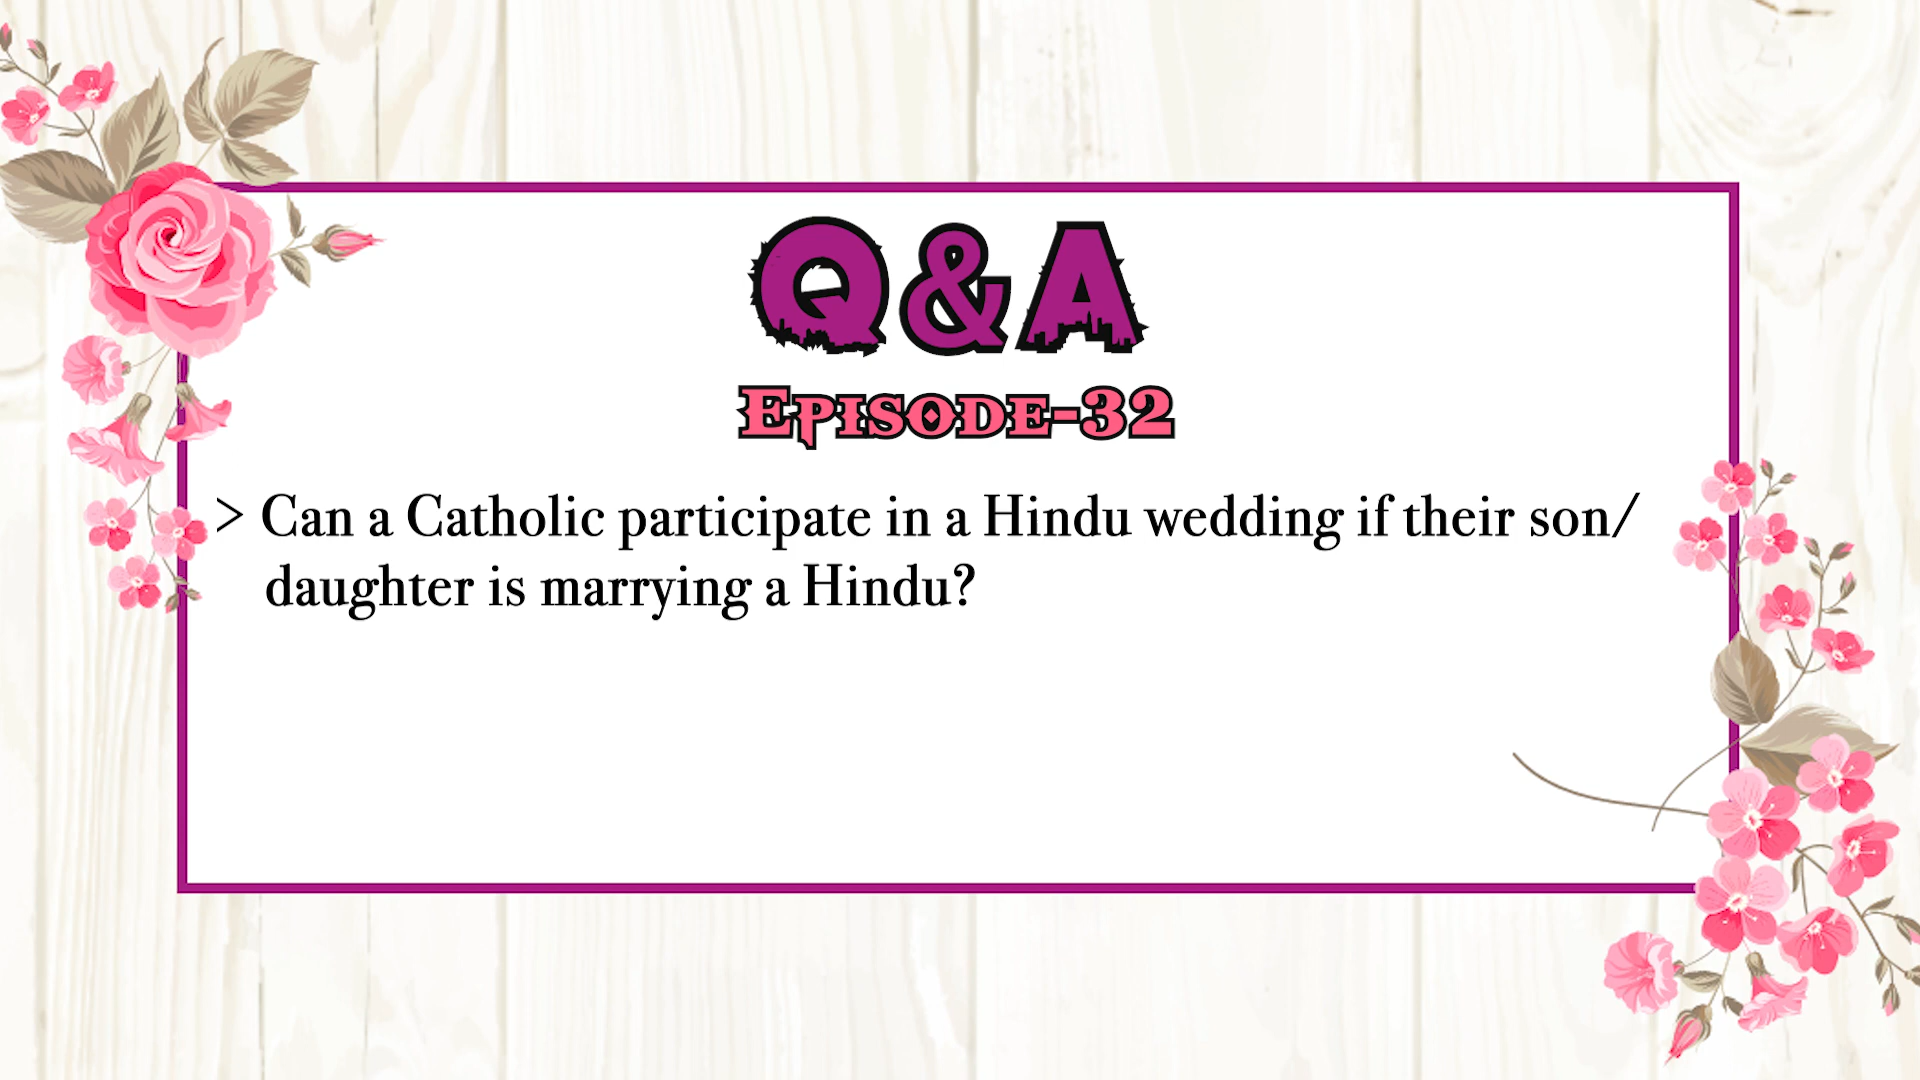 Q&A
Episode-32
> Can a Catholic participate in a Hindu wedding if their son/
daughter is marrying a Hindu?